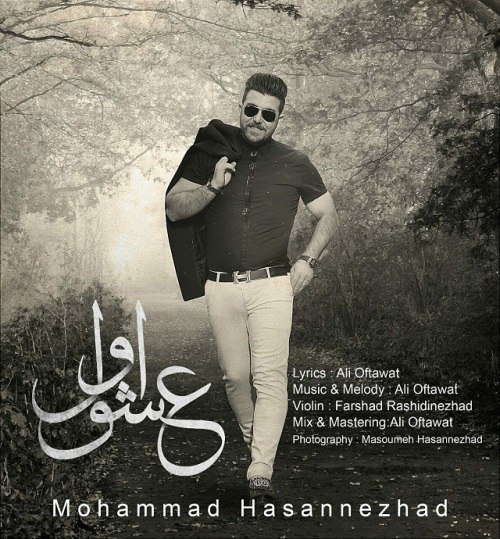 عشق اول
Lyrics : Ali Oftawat
Music & Melody : Ali Oftawat
Violin : Farshad Rashidinezhad
Mix & Mastering:Ali Oftawat
Photography : Masoumeh Hasannezhad
Mohammad Hasannezhad